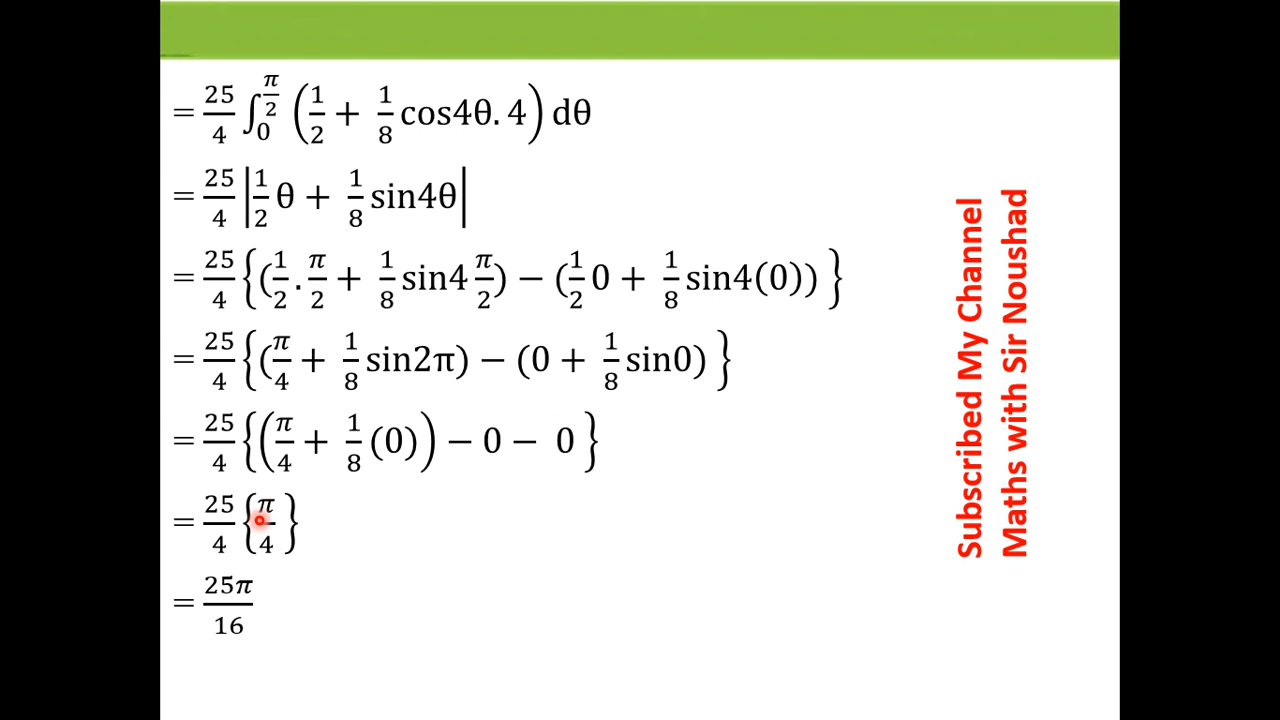 = 25/4 ∫₀^(π/2) (1/2 + 1/8 cos4θ. 4) dθ
= 25/4 |1/2 θ + 1/8 sin4θ|
= 25/4 {(1/2 . π/2 + 1/8 sin4 π/2) − (1/2 0 + 1/8 sin4(0)) }
= 25/4 {(π/4 + 1/8 sin2π) − (0 + 1/8 sin0) }
= 25/4 {(π/4 + 1/8 (0)) − 0 − 0 }
= 25/4 {π/4}
= 25π/16
Subscribed My Channel
Maths with Sir Noushad